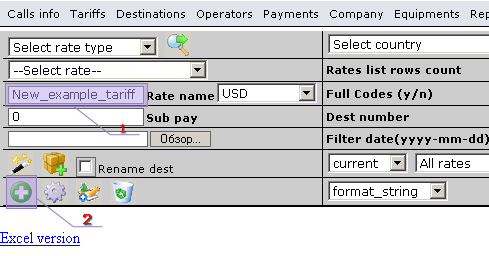 Calls info Tariffs Destinations Operators Payments Company Equipments Rep
Select rate type Select country
--Select rate-- Rates list rows count
New_example_tariff Rate name USD Full Codes (y/n)
0 Sub pay Dest number
Обзор... Filter date(yyyy-mm-dd)
1
Rename dest current All rates
format_string
2
Excel version